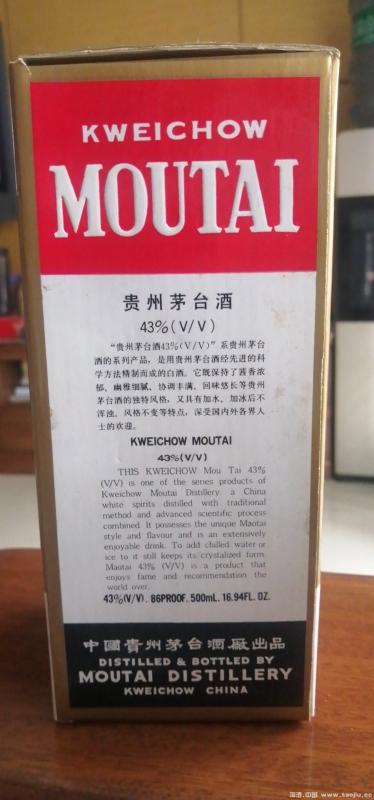 KWEICHOW
MOUTAI
贵州茅台酒
43%(V/V)
“贵州茅台酒43%(V/V)”系贵州茅台
酒的系列产品，是用贵州茅台酒经先进的科
学方法精制而成的白酒。它既保持了酱香浓
郁、幽雅细腻、协调丰满、回味悠长等贵州
茅台酒的独特风格，又具有加水、加冰后不
浑浊。风格不变等特点，深受国内外各界人
士的欢迎。
KWEICHOW MOUTAI
43%(V/V)
THIS KWEICHOW Mou Tai 43%
(V/V) is one of the series products of
Kweichow Moutai Distillery. a China
white spirits distilled with traditional
method and advanced scientific process
combined. It possesses the unique Maotai
style and flavour and is an extensively
enjoyable drink. To add chilled water or
ice to it still keeps its crystalized form.
Maotai 43% (V/V) is a product that
enjoys fame and recommendation the
world over.
43%(V/V). 86PROOF. 500mL. 16.94FL. OZ.
中國貴州茅台酒廠出品
DISTILLED & BOTTLED BY
MOUTAI DISTILLERY
KWEICHOW CHINA
www.taojiu.cc